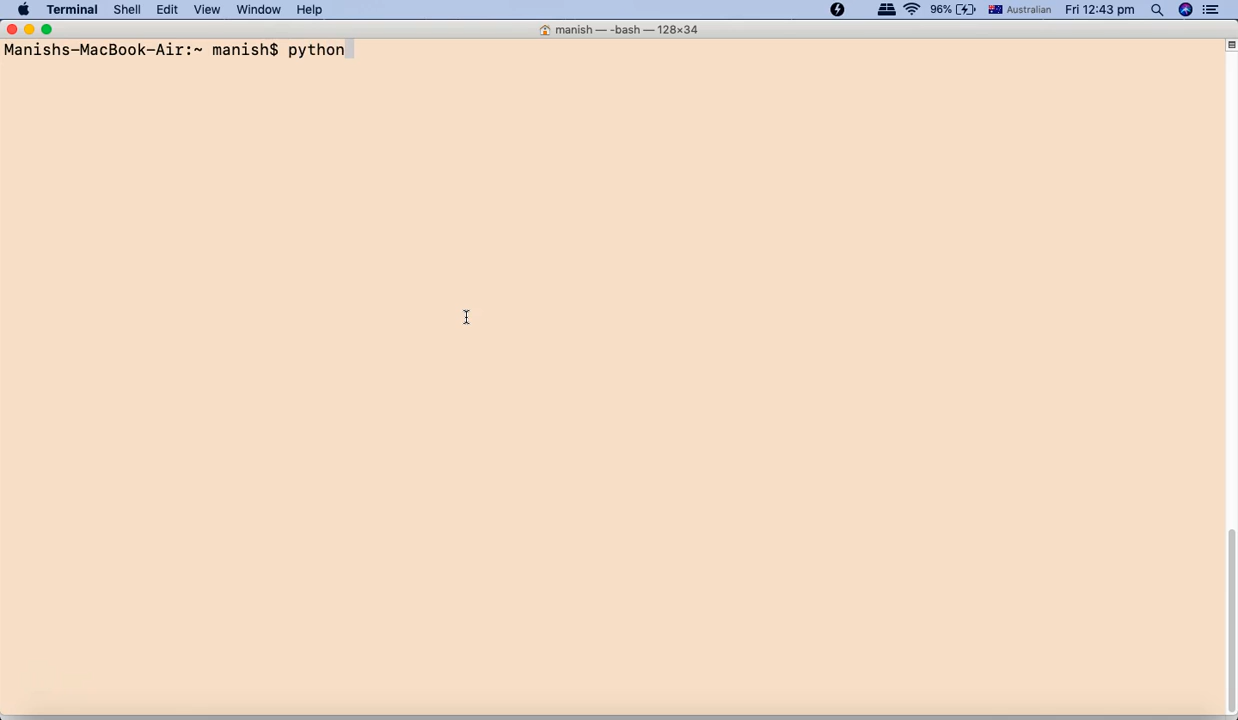 Terminal Shell Edit View Window Help 96% Australian Fri 12:43 pm
manish — -bash — 128×34
Manishs-MacBook-Air:~ manish$ python